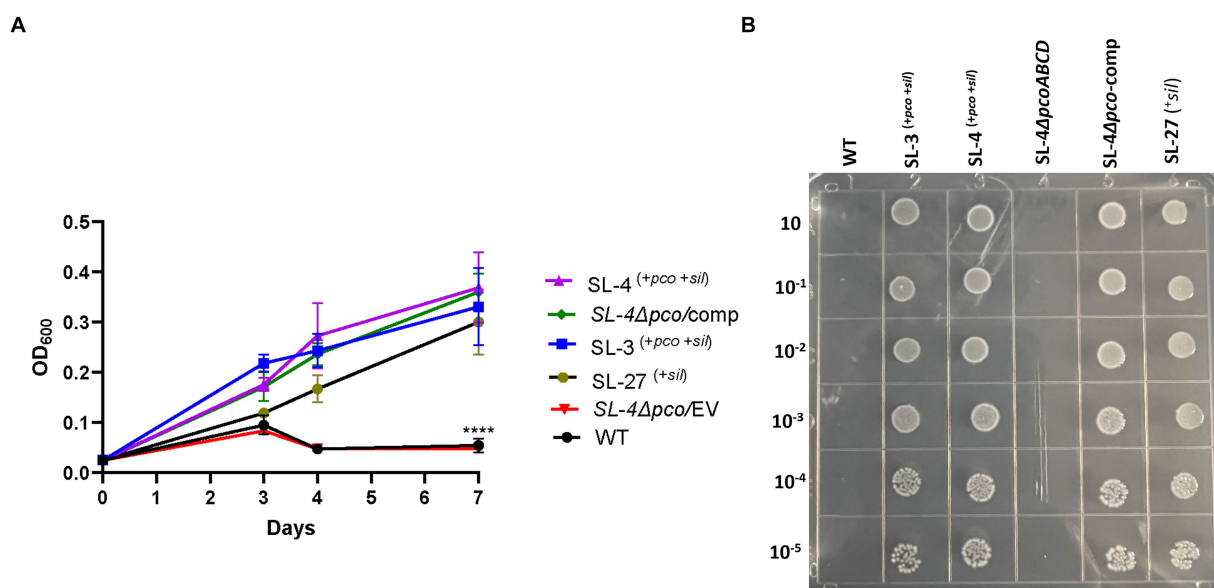 A
B
WT
SL-3 (+pco +sil)
SL-4 (+pco +sil)
SL-4ΔpcoABCD
SL-4Δpco-comp
SL-27 (+sil)
0.5
0.4
0.3
0.2
0.1
0.0
OD600
0 1 2 3 4 5 6 7
Days
****
SL-4 (+pco +sil)
SL-4Δpco/comp
SL-3 (+pco +sil)
SL-27 (+sil)
SL-4Δpco/EV
WT
10
10-1
10-2
10-3
10-4
10-5